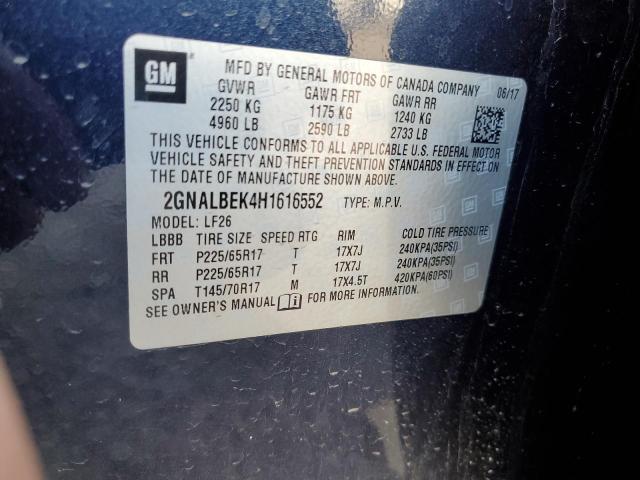 GM
MFD BY GENERAL MOTORS OF CANADA COMPANY 06/17
GVWR GAWR FRT GAWR RR
2250 KG 1175 KG 1240 KG
4960 LB 2590 LB 2733 LB
THIS VEHICLE CONFORMS TO ALL APPLICABLE U.S. FEDERAL MOTOR
VEHICLE SAFETY AND THEFT PREVENTION STANDARDS IN EFFECT ON
THE DATE OF MANUFACTURE SHOWN ABOVE.
2GNALBEK4H1616552 TYPE: M.P.V.
MODEL: LF26
LBBB TIRE SIZE SPEED RTG RIM COLD TIRE PRESSURE
FRT P225/65R17 T 17X7J 240KPA(35PSI)
RR P225/65R17 T 17X7J 240KPA(35PSI)
SPA T145/70R17 M 17X4.5T 420KPA(60PSI)
SEE OWNER'S MANUAL FOR MORE INFORMATION.